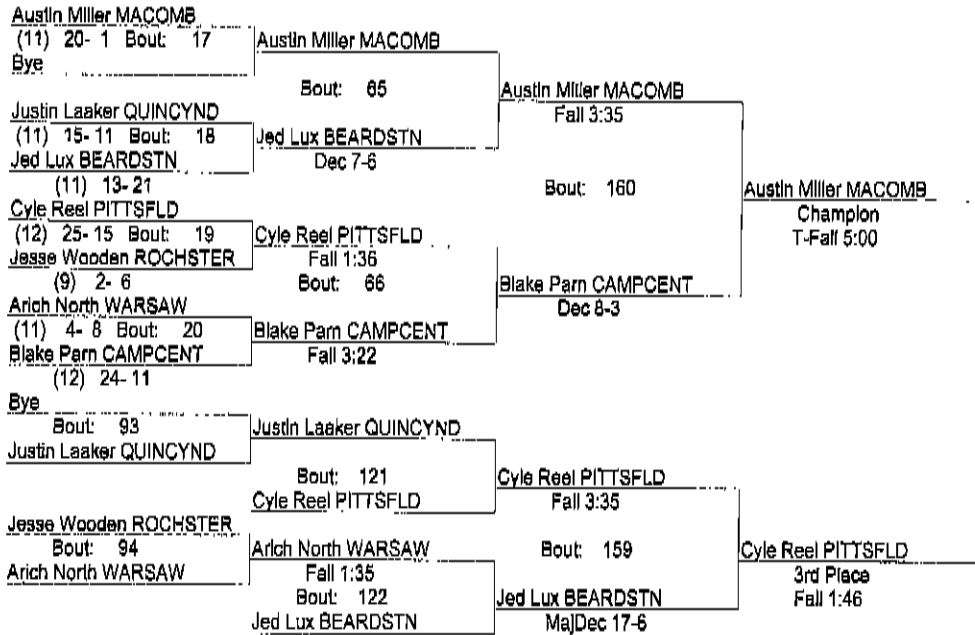 Austin Miller MACOMB
(11) 20- 1 Bout: 17
Bye
Austin Miller MACOMB
Bout: 65
Justin Laaker QUINCYND
(11) 15- 11 Bout: 18
Jed Lux BEARDSTN
(11) 13- 21
Jed Lux BEARDSTN
Dec 7-6
Austin Miller MACOMB
Fall 3:35
Bout: 160
Cyle Reel PITTSFLD
(12) 25- 15 Bout: 19
Jesse Wooden ROCHSTER
(9) 2- 6
Cyle Reel PITTSFLD
Fall 1:36
Bout: 66
Arich North WARSAW
(11) 4- 8 Bout: 20
Blake Parn CAMPCENT
(12) 24- 11
Blake Parn CAMPCENT
Fall 3:22
Blake Parn CAMPCENT
Dec 8-3
Austin Miller MACOMB
Champion
T-Fall 5:00
Bye
Bout: 93
Justin Laaker QUINCYND
Justin Laaker QUINCYND
Bout: 121
Cyle Reel PITTSFLD
Cyle Reel PITTSFLD
Fall 3:35
Bout: 159
Jesse Wooden ROCHSTER
Bout: 94
Arich North WARSAW
Arich North WARSAW
Fall 1:35
Bout: 122
Jed Lux BEARDSTN
Jed Lux BEARDSTN
MajDec 17-6
Cyle Reel PITTSFLD
3rd Place
Fall 1:46